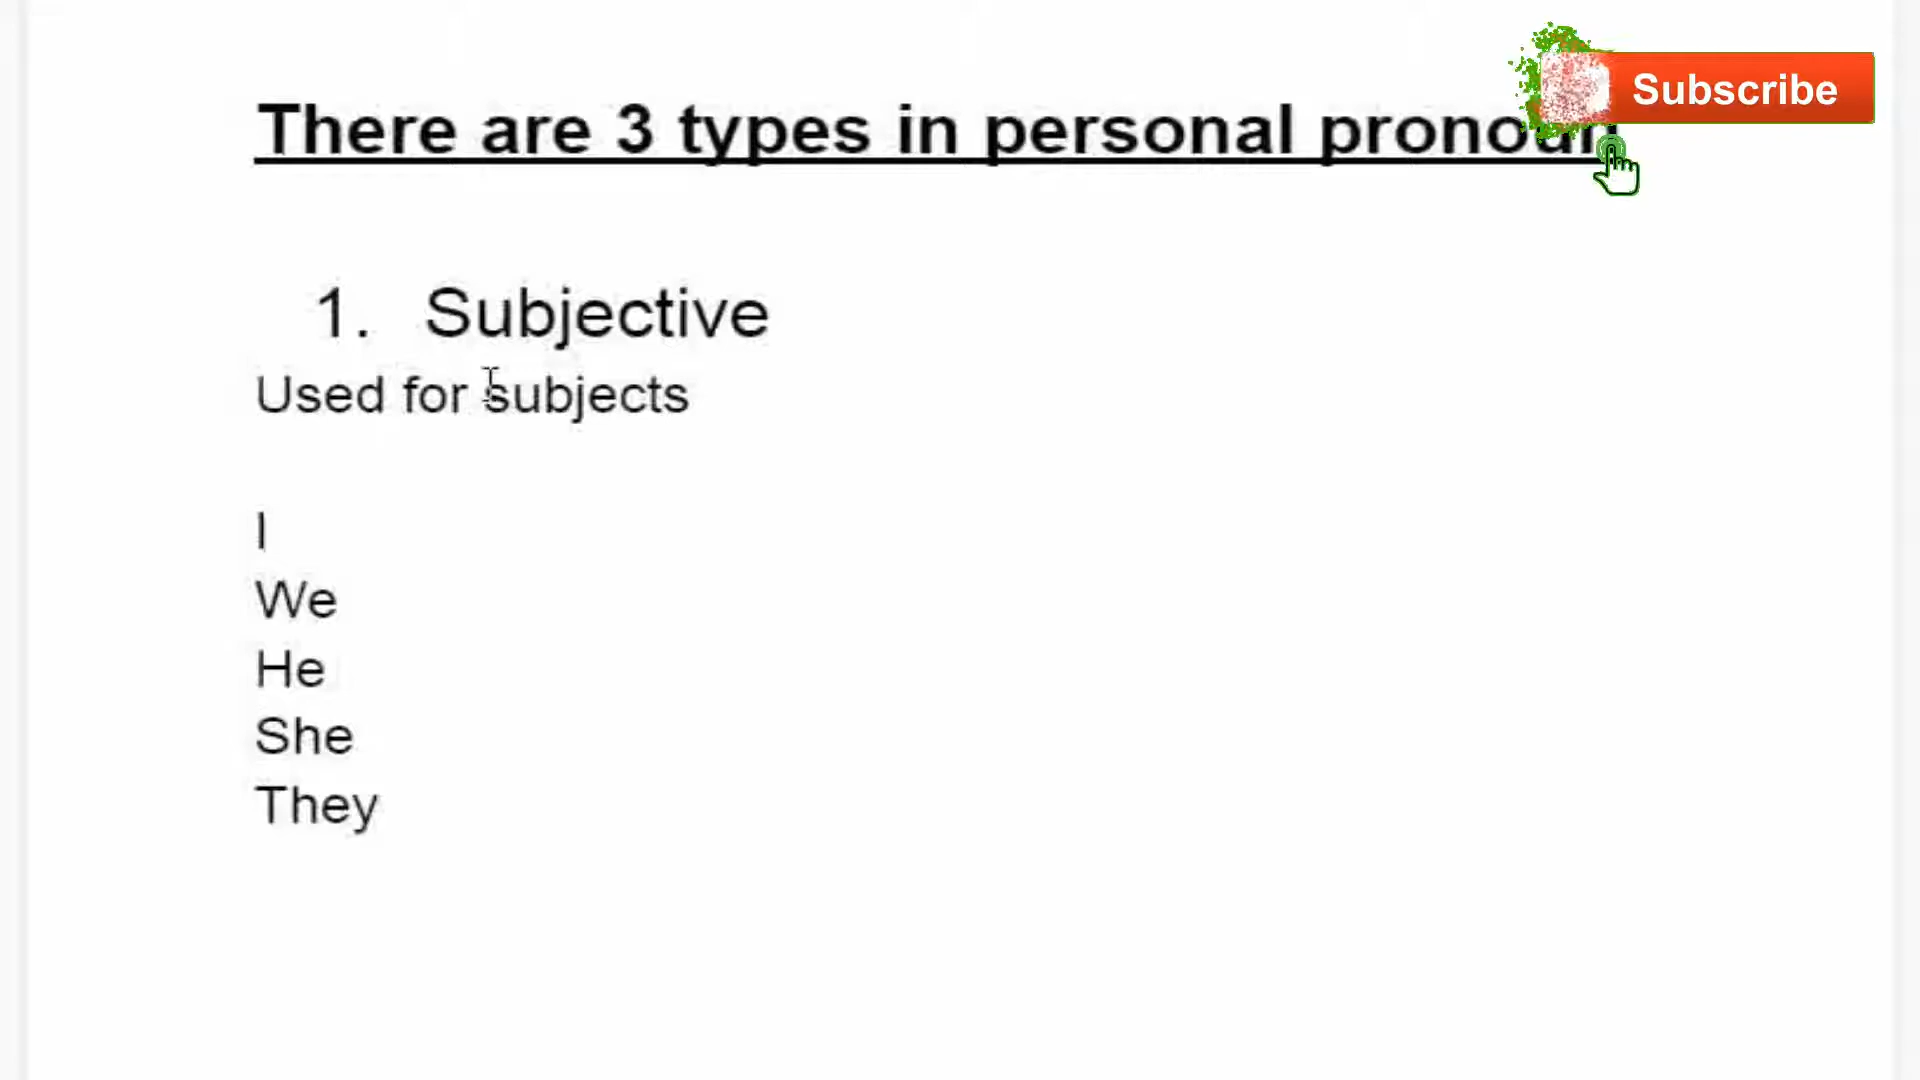 There are 3 types in personal pronoun
Subscribe
1. Subjective
Used for subjects
I
We
He
She
They